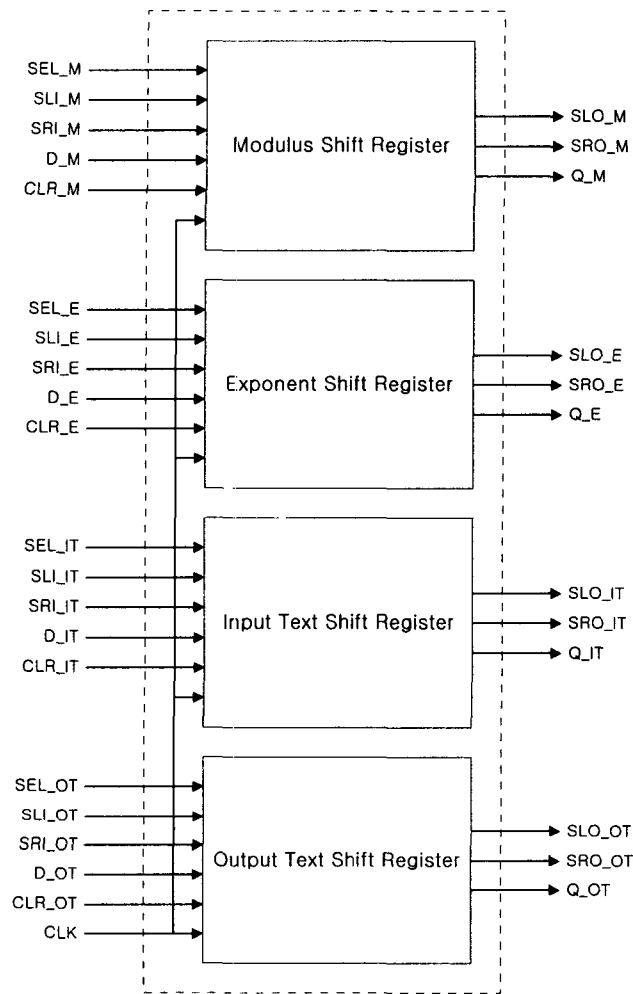 SEL_M
SLI_M
SRI_M
D_M
CLR_M
Modulus Shift Register
SLO_M
SRO_M
Q_M
SEL_E
SLI_E
SRI_E
D_E
CLR_E
Exponent Shift Register
SLO_E
SRO_E
Q_E
SEL_IT
SLI_IT
SRI_IT
D_IT
CLR_IT
Input Text Shift Register
SLO_IT
SRO_IT
Q_IT
SEL_OT
SLI_OT
SRI_OT
D_OT
CLR_OT
CLK
Output Text Shift Register
SLO_OT
SRO_OT
Q_OT